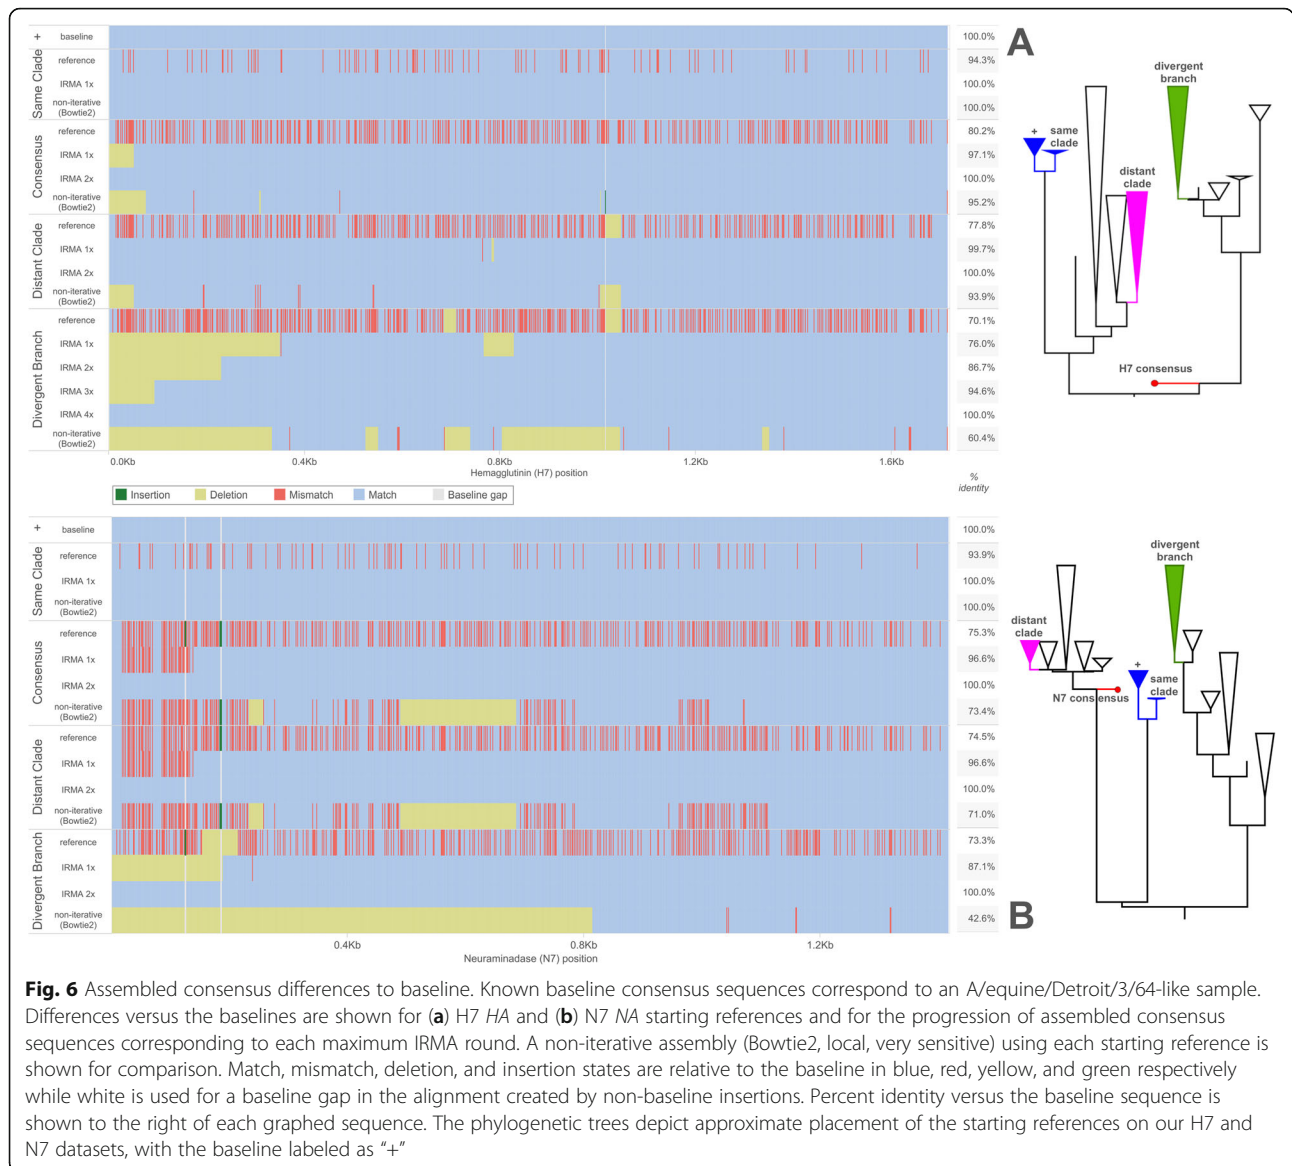 + baseline 100.0%
Same Clade
reference 94.3%
IRMA 1x 100.0%
non-iterative (Bowtie2) 100.0%
Consensus
reference 80.2%
IRMA 1x 97.1%
IRMA 2x 100.0%
non-iterative (Bowtie2) 95.2%
Distant Clade
reference 77.8%
IRMA 1x 99.7%
IRMA 2x 100.0%
non-iterative (Bowtie2) 93.9%
Divergent Branch
reference 70.1%
IRMA 1x 76.0%
IRMA 2x 86.7%
IRMA 3x 94.6%
IRMA 4x 100.0%
non-iterative (Bowtie2) 60.4%
0.0Kb 0.4Kb 0.8Kb 1.2Kb 1.6Kb
Hemagglutinin (H7) position
% identity
Insertion Deletion Mismatch Match Baseline gap
A
divergent
branch
+ same
clade
distant
clade
H7 consensus
+ baseline 100.0%
Same Clade
reference 93.9%
IRMA 1x 100.0%
non-iterative (Bowtie2) 100.0%
Consensus
reference 75.3%
IRMA 1x 96.6%
IRMA 2x 100.0%
non-iterative (Bowtie2) 73.4%
Distant Clade
reference 74.5%
IRMA 1x 96.6%
IRMA 2x 100.0%
non-iterative (Bowtie2) 71.0%
Divergent Branch
reference 73.3%
IRMA 1x 87.1%
IRMA 2x 100.0%
non-iterative (Bowtie2) 42.6%
0.4Kb 0.8Kb 1.2Kb
Neuraminadase (N7) position
divergent
branch
distant
clade
+ same
clade
N7 consensus
B
Fig. 6 Assembled consensus differences to baseline. Known baseline consensus sequences correspond to an A/equine/Detroit/3/64-like sample.
Differences versus the baselines are shown for (a) H7 HA and (b) N7 NA starting references and for the progression of assembled consensus
sequences corresponding to each maximum IRMA round. A non-iterative assembly (Bowtie2, local, very sensitive) using each starting reference is
shown for comparison. Match, mismatch, deletion, and insertion states are relative to the baseline in blue, red, yellow, and green respectively
while white is used for a baseline gap in the alignment created by non-baseline insertions. Percent identity versus the baseline sequence is
shown to the right of each graphed sequence. The phylogenetic trees depict approximate placement of the starting references on our H7 and
N7 datasets, with the baseline labeled as “+”